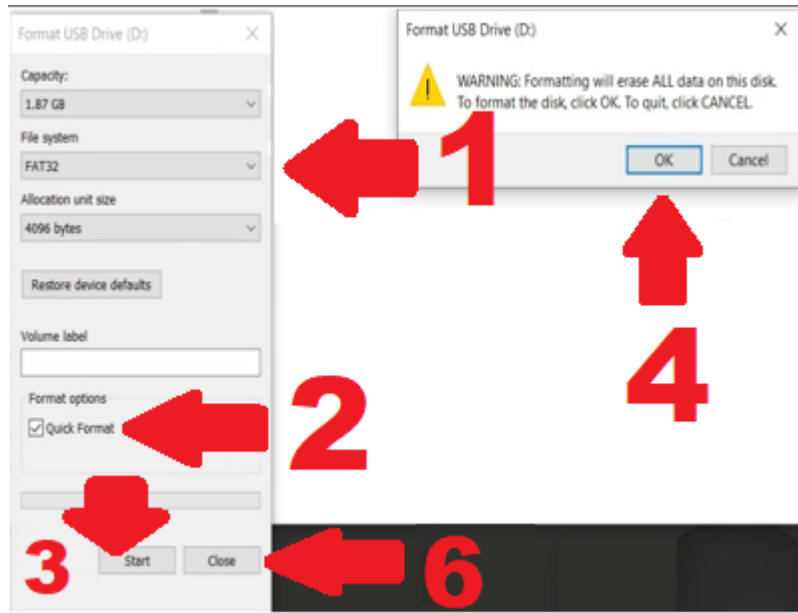 Format USB Drive (D:)
Capacity:
1.87 GB
File system
FAT32
Allocation unit size
4096 bytes
Restore device defaults
Volume label
Format options
Quick Format
Start
Close
Format USB Drive (D:)
WARNING: Formatting will erase ALL data on this disk.
To format the disk, click OK. To quit, click CANCEL.
OK
Cancel
1
2
3
4
6